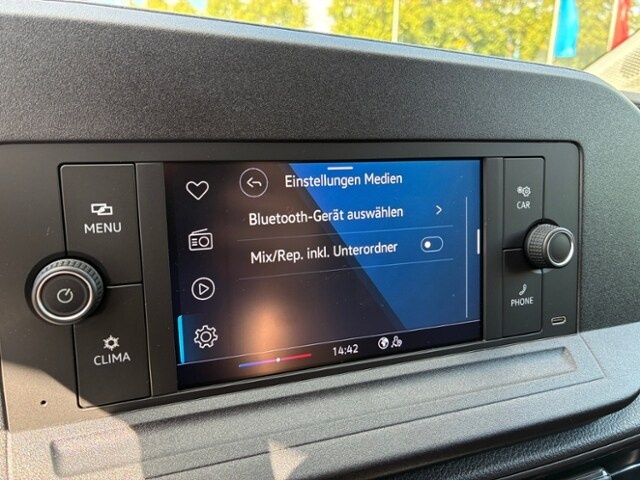 MENU
CLIMA
Einstellungen Medien
Bluetooth-Gerät auswählen
Mix/Rep. inkl. Unterordner
14:42
CAR
PHONE